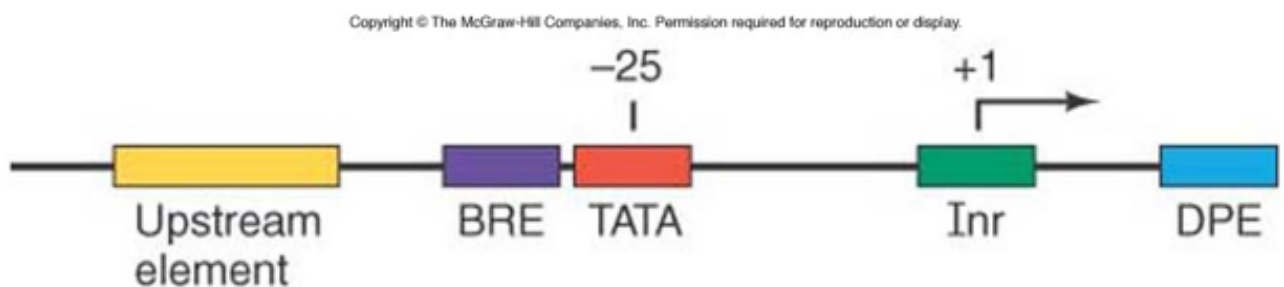 Copyright © The McGraw-Hill Companies, Inc. Permission required for reproduction or display.
–25 +1
Upstream element BRE TATA Inr DPE